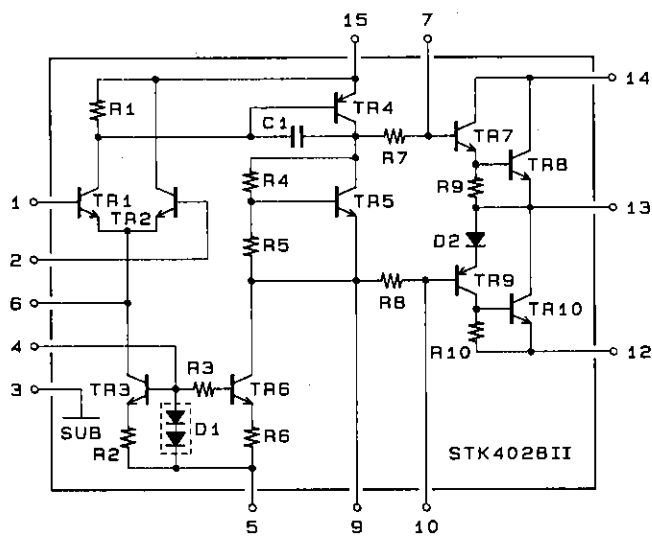 15 7
14
R1
TR4
C1
R7
TR7
TR8
R4
R9
1
TR1
TR2
TR5
13
R5
D2
2
6
R8
TR9
TR10
4
R3
R10
12
3
TR3
TR6
SUB
D1
R2
R6
STK4028II
5 9 10